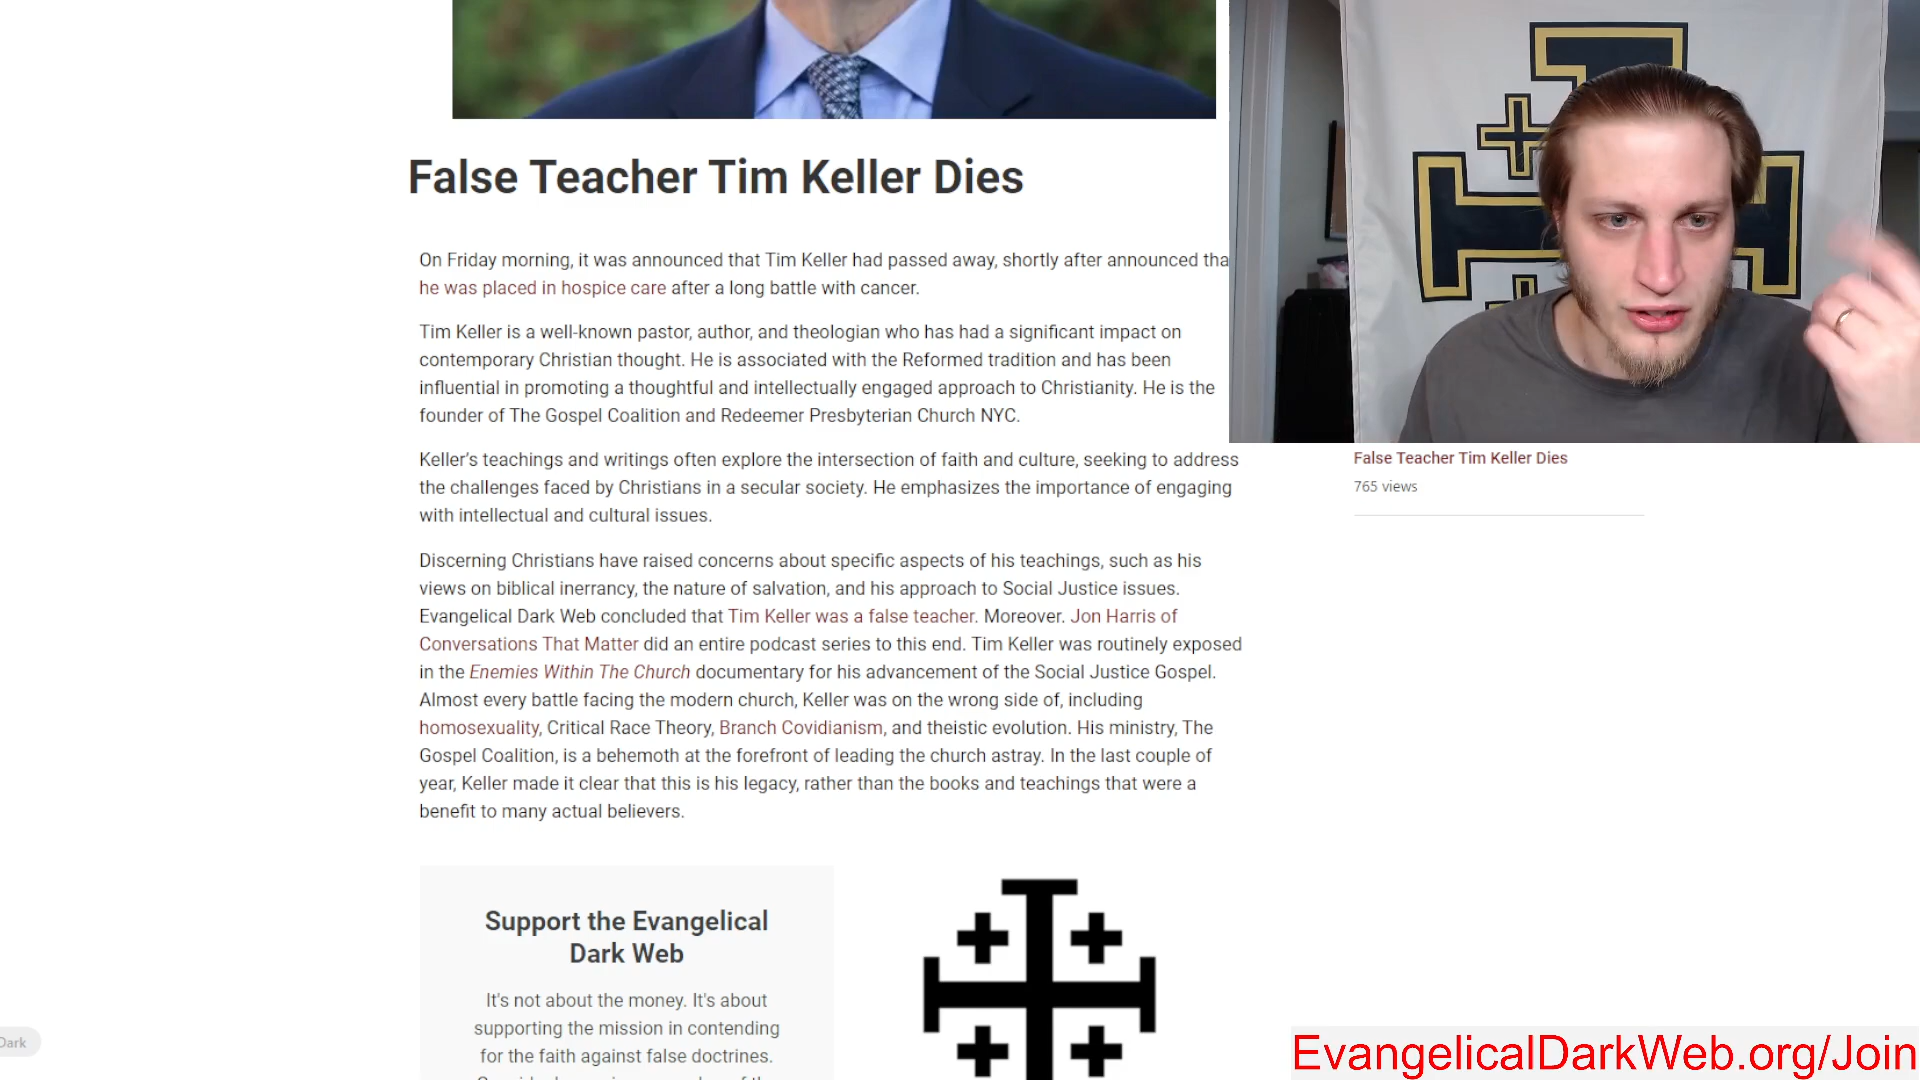 False Teacher Tim Keller Dies
On Friday morning, it was announced that Tim Keller had passed away, shortly after announced tha
he was placed in hospice care after a long battle with cancer.
Tim Keller is a well-known pastor, author, and theologian who has had a significant impact on
contemporary Christian thought. He is associated with the Reformed tradition and has been
influential in promoting a thoughtful and intellectually engaged approach to Christianity. He is the
founder of The Gospel Coalition and Redeemer Presbyterian Church NYC.
Keller’s teachings and writings often explore the intersection of faith and culture, seeking to address
the challenges faced by Christians in a secular society. He emphasizes the importance of engaging
with intellectual and cultural issues.
Discerning Christians have raised concerns about specific aspects of his teachings, such as his
views on biblical inerrancy, the nature of salvation, and his approach to Social Justice issues.
Evangelical Dark Web concluded that Tim Keller was a false teacher. Moreover. Jon Harris of
Conversations That Matter did an entire podcast series to this end. Tim Keller was routinely exposed
in the Enemies Within The Church documentary for his advancement of the Social Justice Gospel.
Almost every battle facing the modern church, Keller was on the wrong side of, including
homosexuality, Critical Race Theory, Branch Covidianism, and theistic evolution. His ministry, The
Gospel Coalition, is a behemoth at the forefront of leading the church astray. In the last couple of
year, Keller made it clear that this is his legacy, rather than the books and teachings that were a
benefit to many actual believers.
False Teacher Tim Keller Dies
765 views
Support the Evangelical
Dark Web
It's not about the money. It's about
supporting the mission in contending
for the faith against false doctrines.
Dark
EvangelicalDarkWeb.org/Join